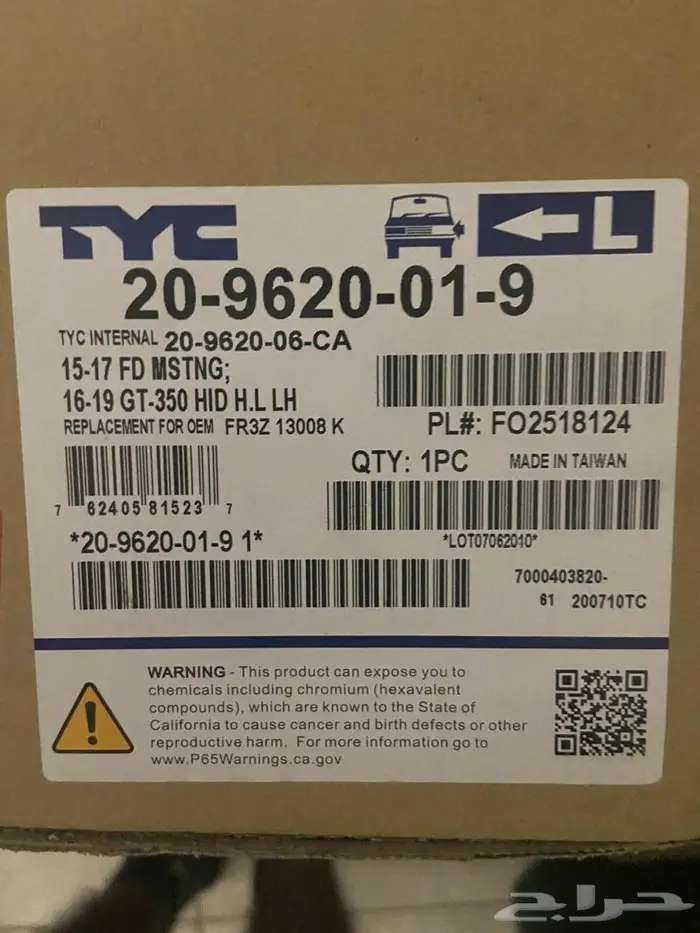 TYC
L
20-9620-01-9
TYC INTERNAL 20-9620-06-CA
15-17 FD MSTNG;
16-19 GT-350 HID H.L LH
REPLACEMENT FOR OEM FR3Z 13008 K
PL#: FO2518124
QTY: 1PC MADE IN TAIWAN
7 62405 81523 7
*LOT07062010*
*20-9620-01-9 1*
7000403820-
61 200710TC
WARNING - This product can expose you to
chemicals including chromium (hexavalent
compounds), which are known to the State of
California to cause cancer and birth defects or other
reproductive harm. For more information go to
www.P65Warnings.ca.gov
حراج